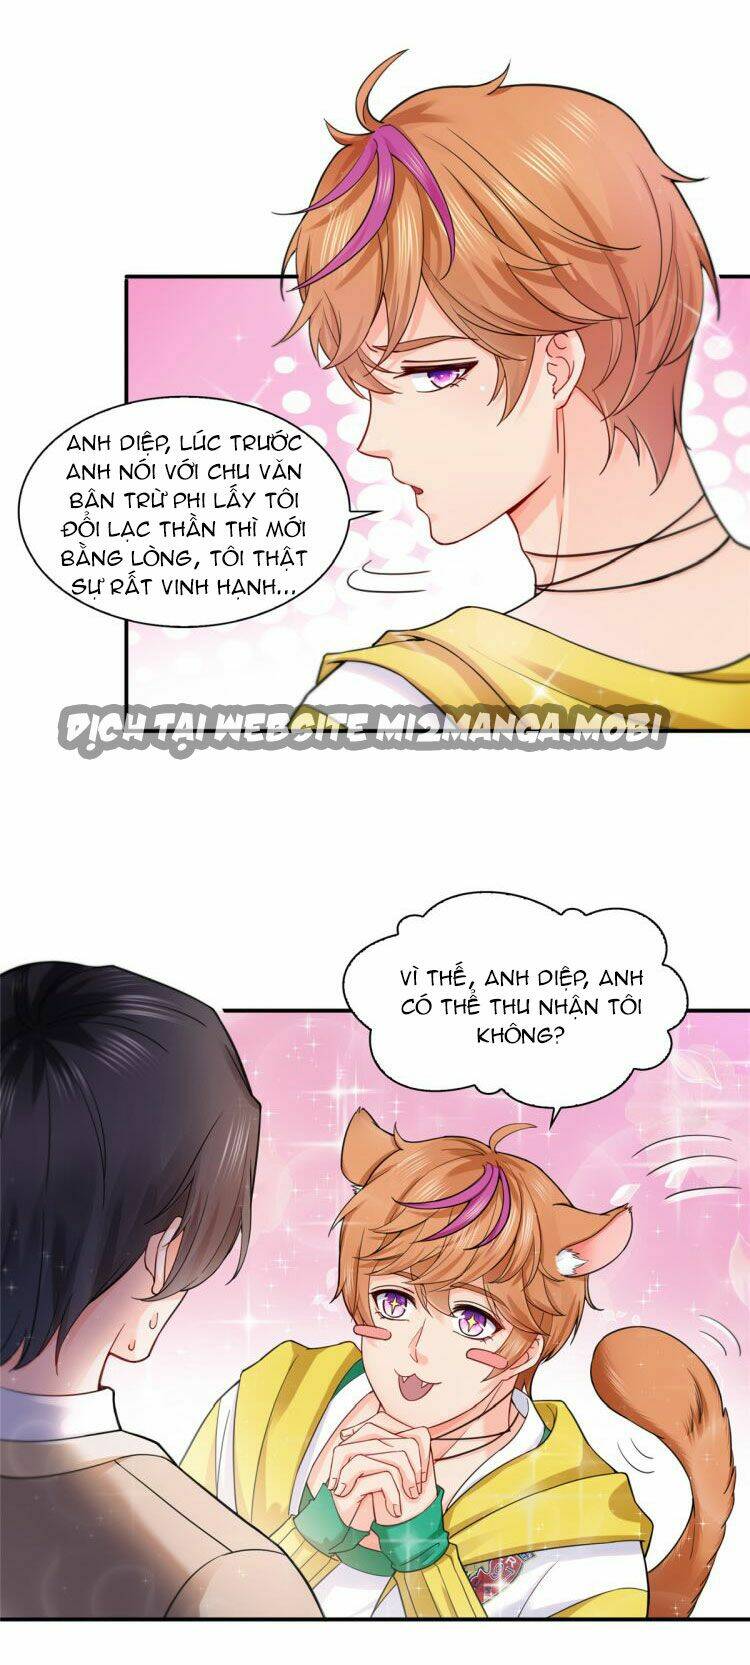 ANH DIỆP, LÚC TRƯỚC
ANH NÓI VỚI CHU VĂN
BÂN TRỪ PHI LẤY TÔI
ĐỔI LẠC THẦN THÌ MỚI
BẰNG LÒNG, TÔI THẬT
SỰ RẤT VINH HẠNH...
DỊCH TẠI WEBSITE MI2MANGA.MOBI
VÌ THẾ, ANH DIỆP, ANH
CÓ THỂ THU NHẬN TÔI
KHÔNG?